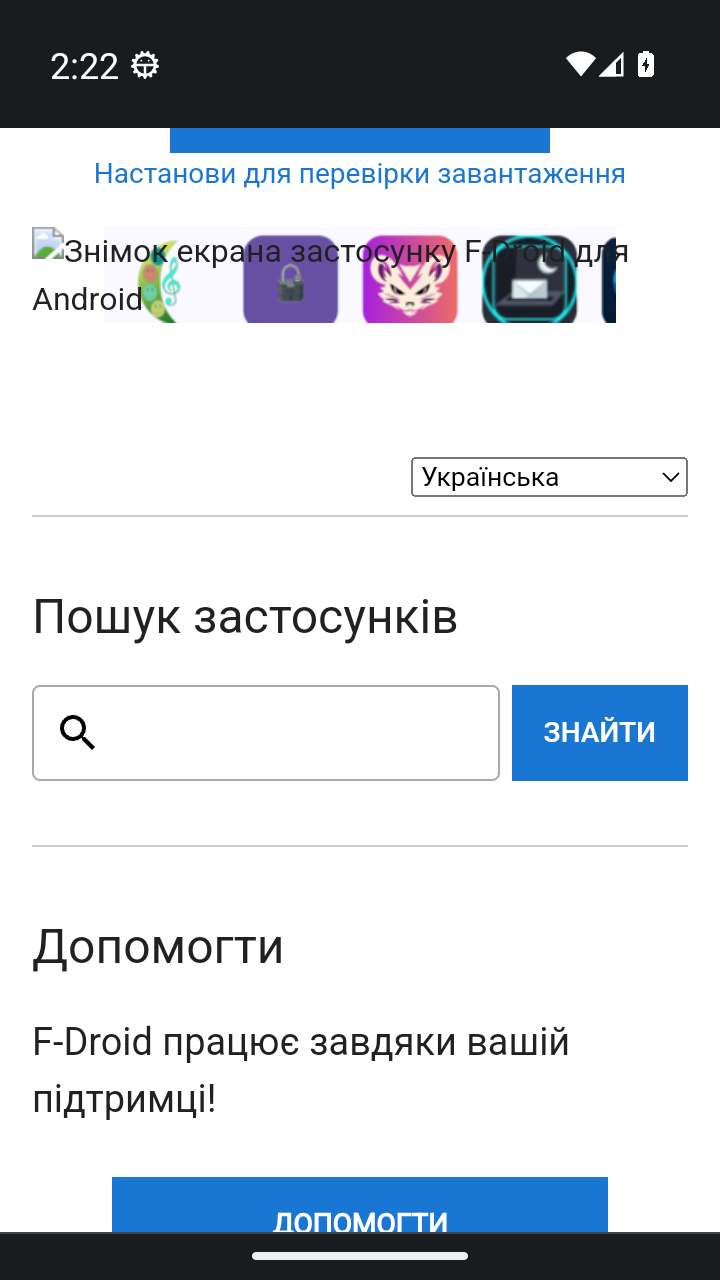 2:22
Настанови для перевірки завантаження
Знімок екрана застосунку F-Droid для
Android
Українська
Пошук застосунків
ЗНАЙТИ
Допомогти
F-Droid працює завдяки вашій
підтримці!
ДОПОМОГТИ